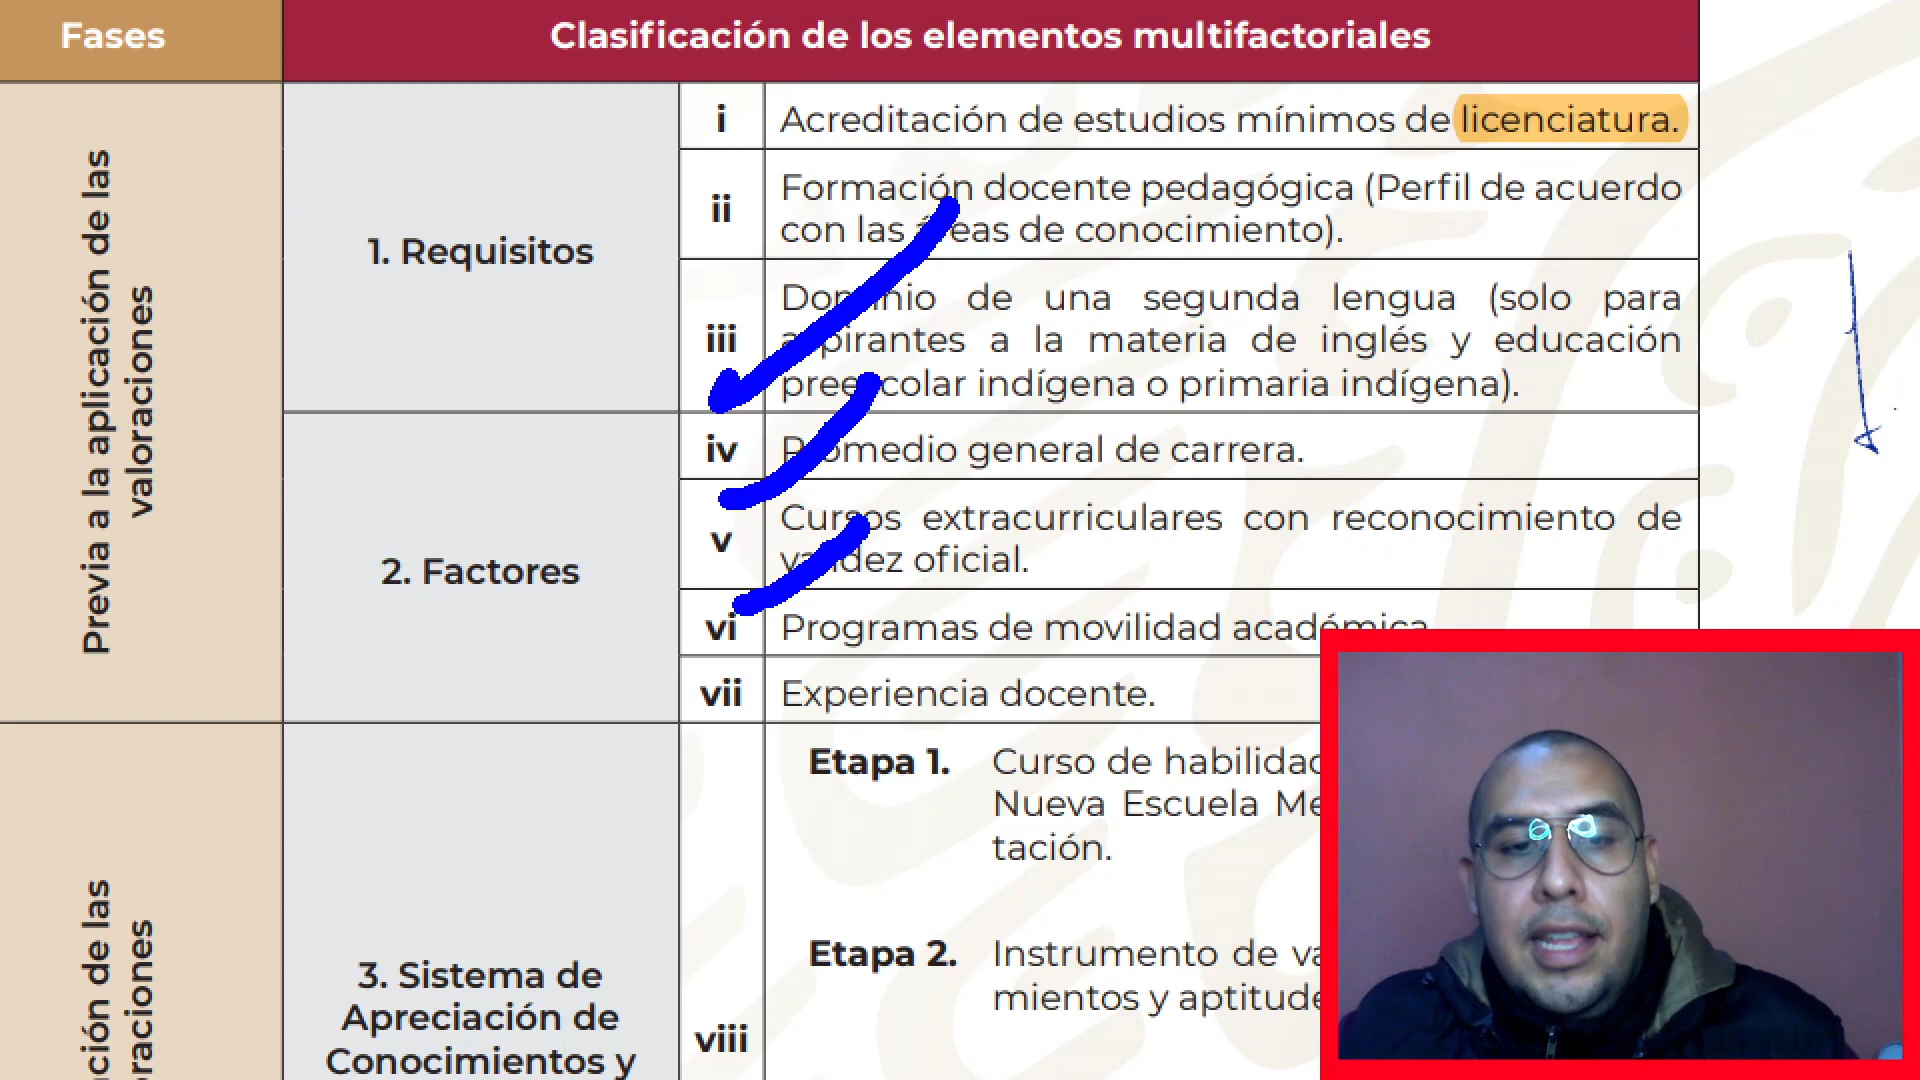 Fases
Clasificación de los elementos multifactoriales
Previa a la aplicación de las
valoraciones
1. Requisitos
i
Acreditación de estudios mínimos de licenciatura.
ii
Formación docente pedagógica (Perfil de acuerdo
con las áreas de conocimiento).
iii
Dominio de una segunda lengua (solo para
aspirantes a la materia de inglés y educación
preescolar indígena o primaria indígena).
2. Factores
iv
Promedio general de carrera.
v
Cursos extracurriculares con reconocimiento de
validez oficial.
vi
Programas de movilidad académica.
vii
Experiencia docente.
ción de las
oraciones
3. Sistema de
Apreciación de
Conocimientos y
viii
Etapa 1.
Curso de habilidad
Nueva Escuela Me
tación.
Etapa 2.
Instrumento de va
mientos y aptitude